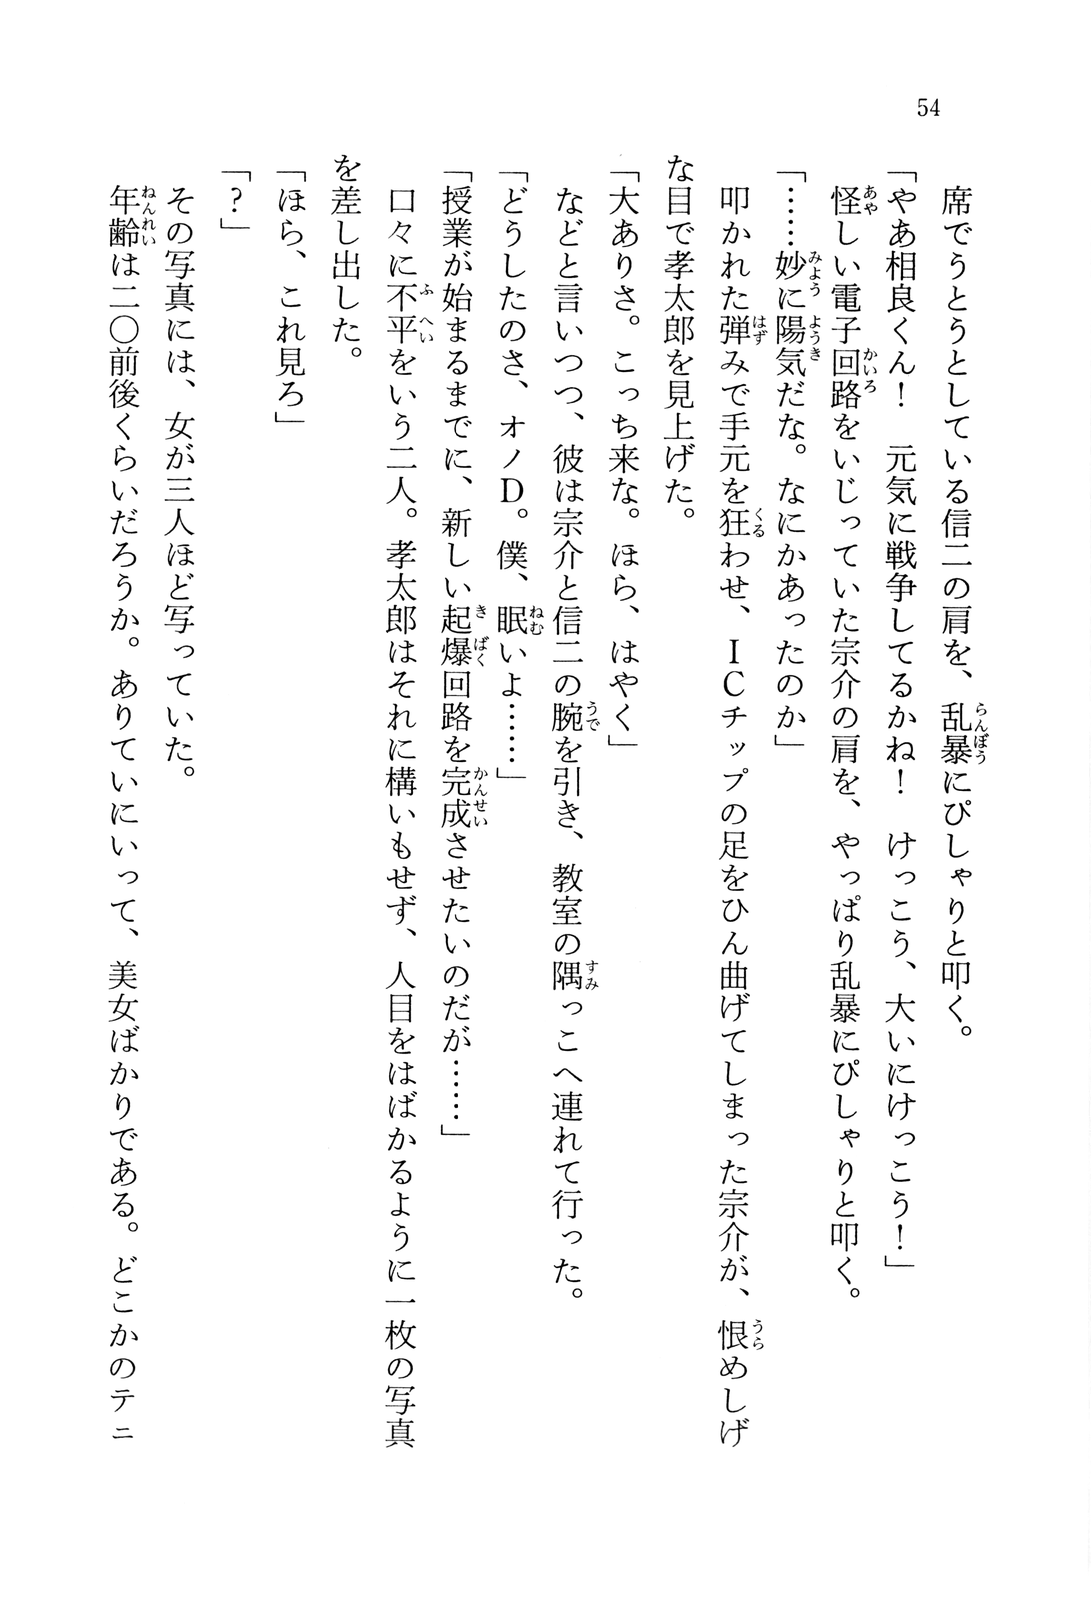 54
席でうとうとしている信二の肩を、乱暴にぴしゃりと叩く。
「やあ相良くん！　元気に戦争してるかね！　けっこう、大いにけっこう！」
怪しい電子回路をいじっていた宗介の肩を、やっぱり乱暴にぴしゃりと叩く。
「……妙に陽気だな。なにかあったのか」
叩かれた弾みで手元を狂わせ、ＩＣチップの足をひん曲げてしまった宗介が、恨めしげ
な目で孝太郎を見上げた。
「大ありさ。こっち来な。ほら、はやく」
などと言いつつ、彼は宗介と信二の腕を引き、教室の隅っこへ連れて行った。
「どうしたのさ、オノＤ。僕、眠いよ……」
「授業が始まるまでに、新しい起爆回路を完成させたいのだが……」
口々に不平をいう二人。孝太郎はそれに構いもせず、人目をはばかるように一枚の写真
を差し出した。
「ほら、これ見ろ」
「？」
その写真には、女が三人ほど写っていた。
年齢は二〇前後くらいだろうか。ありていにいって、美女ばかりである。どこかのテニ